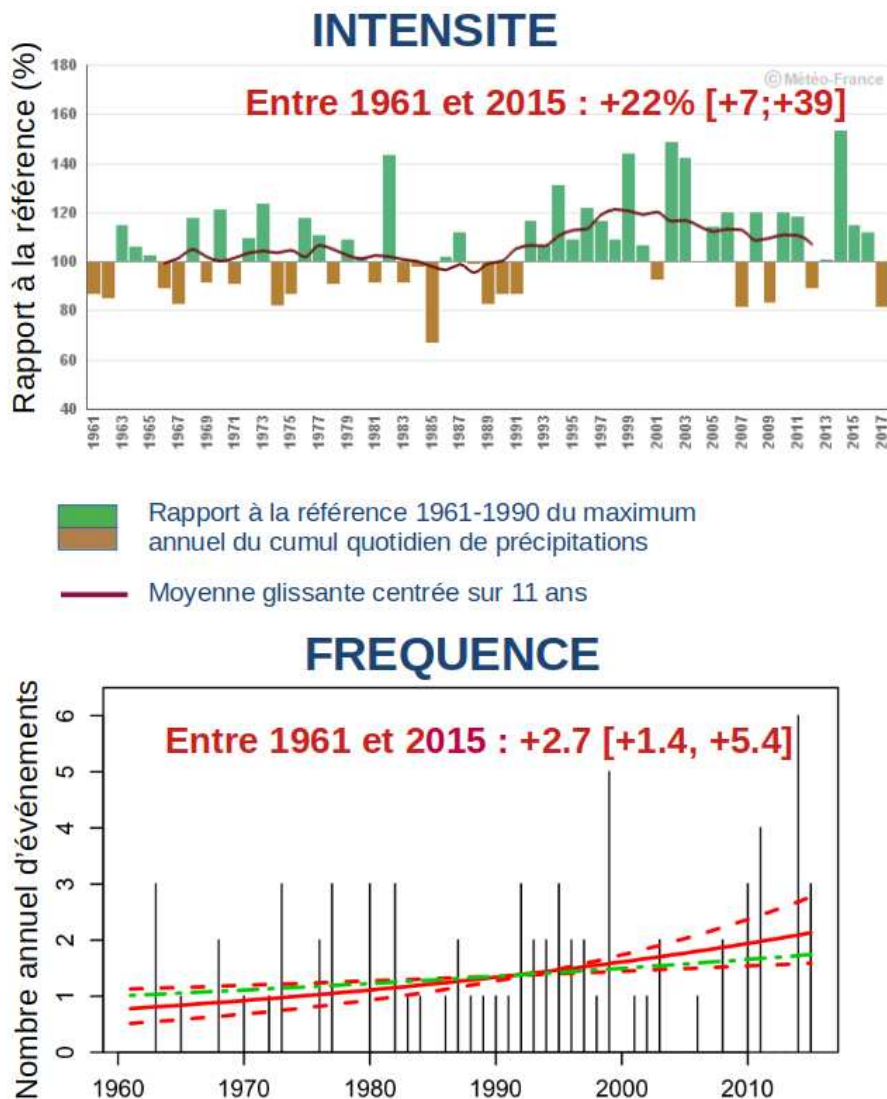 INTENSITE
Rapport à la référence (%)
180
160
140
120
100
80
60
40
© Météo-France
Entre 1961 et 2015 : +22% [+7;+39]
1961 1963 1965 1967 1969 1971 1973 1975 1977 1979 1981 1983 1985 1987 1989 1991 1993 1995 1997 1999 2001 2003 2005 2007 2009 2011 2013 2015 2017
Rapport à la référence 1961-1990 du maximum
annuel du cumul quotidien de précipitations
Moyenne glissante centrée sur 11 ans
FREQUENCE
Nombre annuel d'événements
6
5
4
3
2
1
0
Entre 1961 et 2015 : +2.7 [+1.4, +5.4]
1960 1970 1980 1990 2000 2010